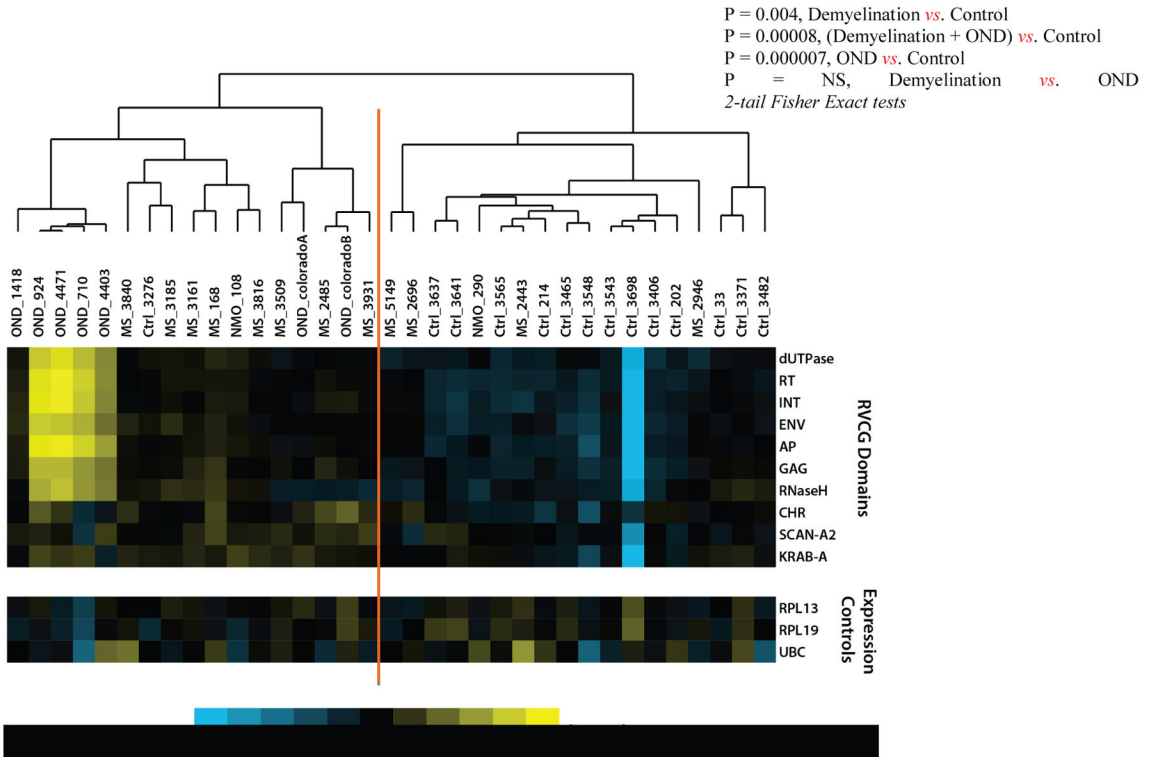 P = 0.004, Demyelination vs. Control
P = 0.00008, (Demyelination + OND) vs. Control
P = 0.000007, OND vs. Control
P = NS, Demyelination vs. OND
2-tail Fisher Exact tests
OND_1418
OND_924
OND_4471
OND_710
OND_4403
MS_3840
Ctrl_3276
MS_3185
MS_3161
MS_168
NMO_108
MS_3816
MS_3509
OND_coloradoA
MS_2485
OND_coloradoB
MS_3931
MS_5149
MS_2696
Ctrl_3637
Ctrl_3641
NMO_290
Ctrl_3565
MS_2443
Ctrl_214
Ctrl_3465
Ctrl_3548
Ctrl_3543
Ctrl_3698
Ctrl_3406
Ctrl_202
MS_2946
Ctrl_33
Ctrl_3371
Ctrl_3482
dUTPase
RT
INT
ENV
AP
GAG
RNaseH
CHR
SCAN-A2
KRAB-A
RVCG Domains
RPL13
RPL19
UBC
Expression
Controls